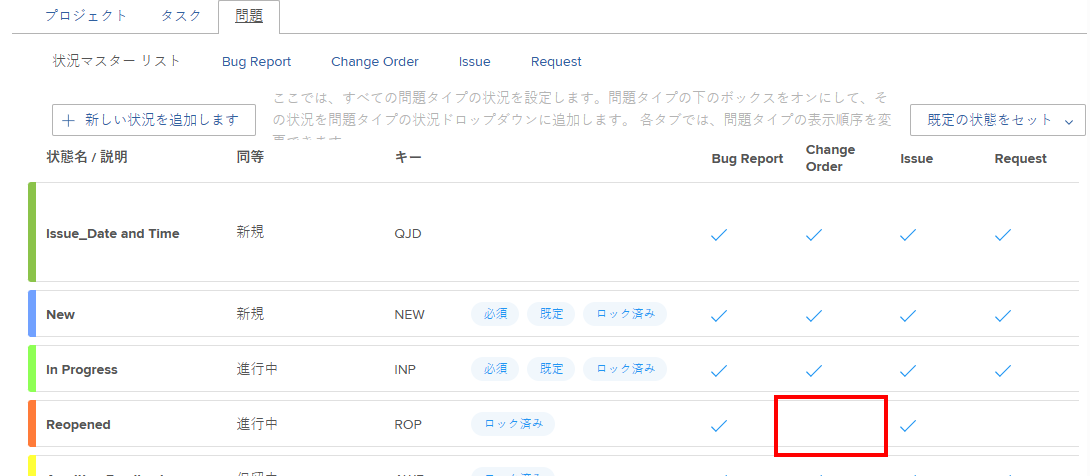 プロジェクト タスク 問題
状況マスター リスト Bug Report Change Order Issue Request
ここでは、すべての問題タイプの状況を設定します。問題タイプの下のボックスをオンにして、そ
の状況を問題タイプの状況ドロップダウンに追加します。 各タブでは、問題タイプの表示順序を変
+ 新しい状況を追加します
既定の状態をセット
状態名 / 説明 同等 キー Bug Report Change Order Issue Request
Issue_Date and Time 新規 QJD
New 新規 NEW 必須 既定 ロック済み
In Progress 進行中 INP 必須 既定 ロック済み
Reopened 進行中 ROP ロック済み